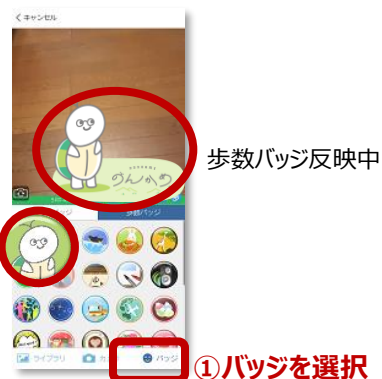 キャンセル
のんかめ
歩数バッジ反映中
歩数バッジ
ライブラリ
バッジ
①バッジを選択